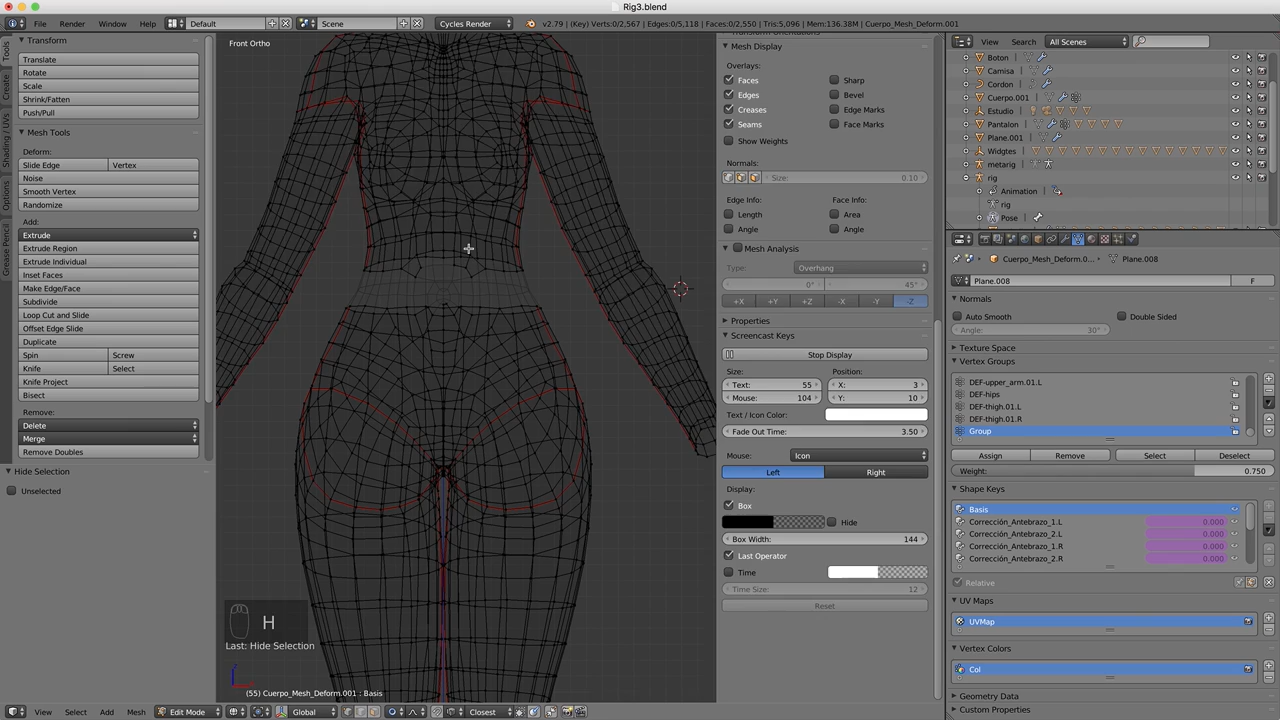 Rig3.blend
File Render Window Help Default Scene Cycles Render v2.79 | (Key) Verts:0/2,567 | Edges:0/5,118 | Faces:0/2,550 | Tris:5,096 | Mem:136.38M | Cuerpo_Mesh_Deform.001
Tools
Create
Shading / UVs
Options
Grease Pencil
Transform
Translate
Rotate
Scale
Shrink/Fatten
Push/Pull
Mesh Tools
Deform:
Slide Edge Vertex
Noise
Smooth Vertex
Randomize
Add:
Extrude
Extrude Region
Extrude Individual
Inset Faces
Make Edge/Face
Subdivide
Loop Cut and Slide
Offset Edge Slide
Duplicate
Spin Screw
Knife Select
Knife Project
Bisect
Remove:
Delete
Merge
Remove Doubles
Hide Selection
Unselected
Front Ortho
H
Last: Hide Selection
(55) Cuerpo_Mesh_Deform.001 : Basis
View Select Add Mesh Edit Mode Global Closest
Mesh Display
Overlays:
Faces Sharp
Edges Bevel
Creases Edge Marks
Seams Face Marks
Show Weights
Normals:
Size: 0.10
Edge Info: Face Info:
Length Area
Angle Angle
Mesh Analysis
Type: Overhang
0° 45°
+X +Y +Z -X -Y -Z
Properties
Screencast Keys
Stop Display
Size: Position:
Text: 55 X: 3
Mouse: 104 Y: 10
Text / Icon Color:
Fade Out Time: 3.50
Mouse: Icon
Left Right
Display:
Box
Hide
Box Width: 144
Last Operator
Time
Time Size: 12
Reset
View Search All Scenes
Boton
Camisa
Cordon
Cuerpo.001
Estudio
Pantalon
Plane.001
Widgtes
metarig
rig
Animation
rig
Pose
Cuerpo_Mesh_Deform.0... Plane.008
Plane.008 F
Normals
Auto Smooth Double Sided
Angle: 30°
Texture Space
Vertex Groups
DEF-upper_arm.01.L
DEF-hips
DEF-thigh.01.L
DEF-thigh.01.R
Group
Assign Remove Select Deselect
Weight: 0.750
Shape Keys
Basis
Corrección_Antebrazo_1.L 0.000
Corrección_Antebrazo_2.L 0.000
Corrección_Antebrazo_1.R 0.000
Corrección_Antebrazo_2.R 0.000
Relative
UV Maps
UVMap
Vertex Colors
Col
Geometry Data
Custom Properties